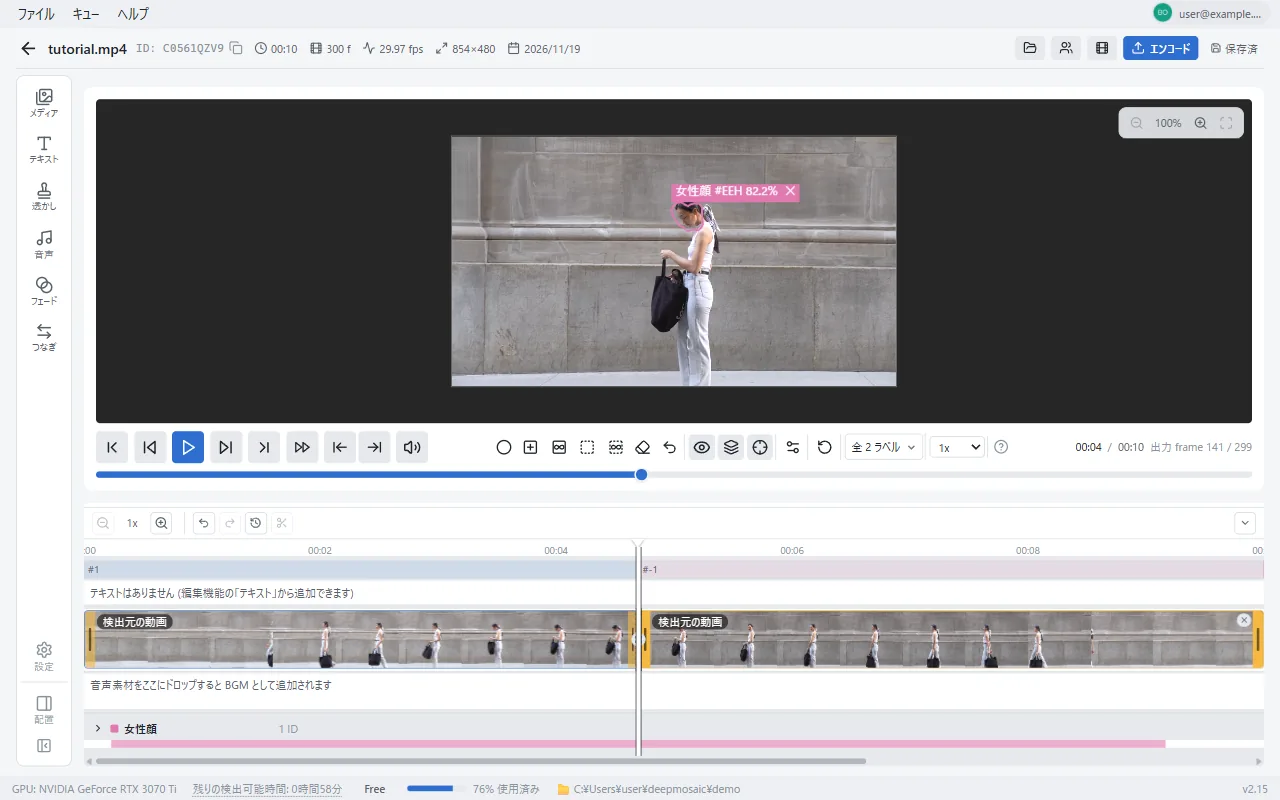 ファイル キュー ヘルプ
BO user@example....
tutorial.mp4 ID: C0561QZV9 00:10 300 f 29.97 fps 854×480 2026/11/19
エンコード 保存済
メディア
テキスト
透かし
音声
フェード
つなぎ
設定
配置
100%
女性顔 #EEH 82.2%
全 2 ラベル 1x
00:04 / 00:10 出力 frame 141 / 299
1x
:00 00:02 00:04 00:06 00:08 00:
#1 #-1
テキストはありません (編集機能の「テキスト」から追加できます)
検出元の動画 検出元の動画
音声素材をここにドロップすると BGM として追加されます
女性顔 1 ID
GPU: NVIDIA GeForce RTX 3070 Ti 残りの検出可能時間: 0時間58分 Free 76% 使用済み C:¥Users¥user¥deepmosaic¥demo v2.15